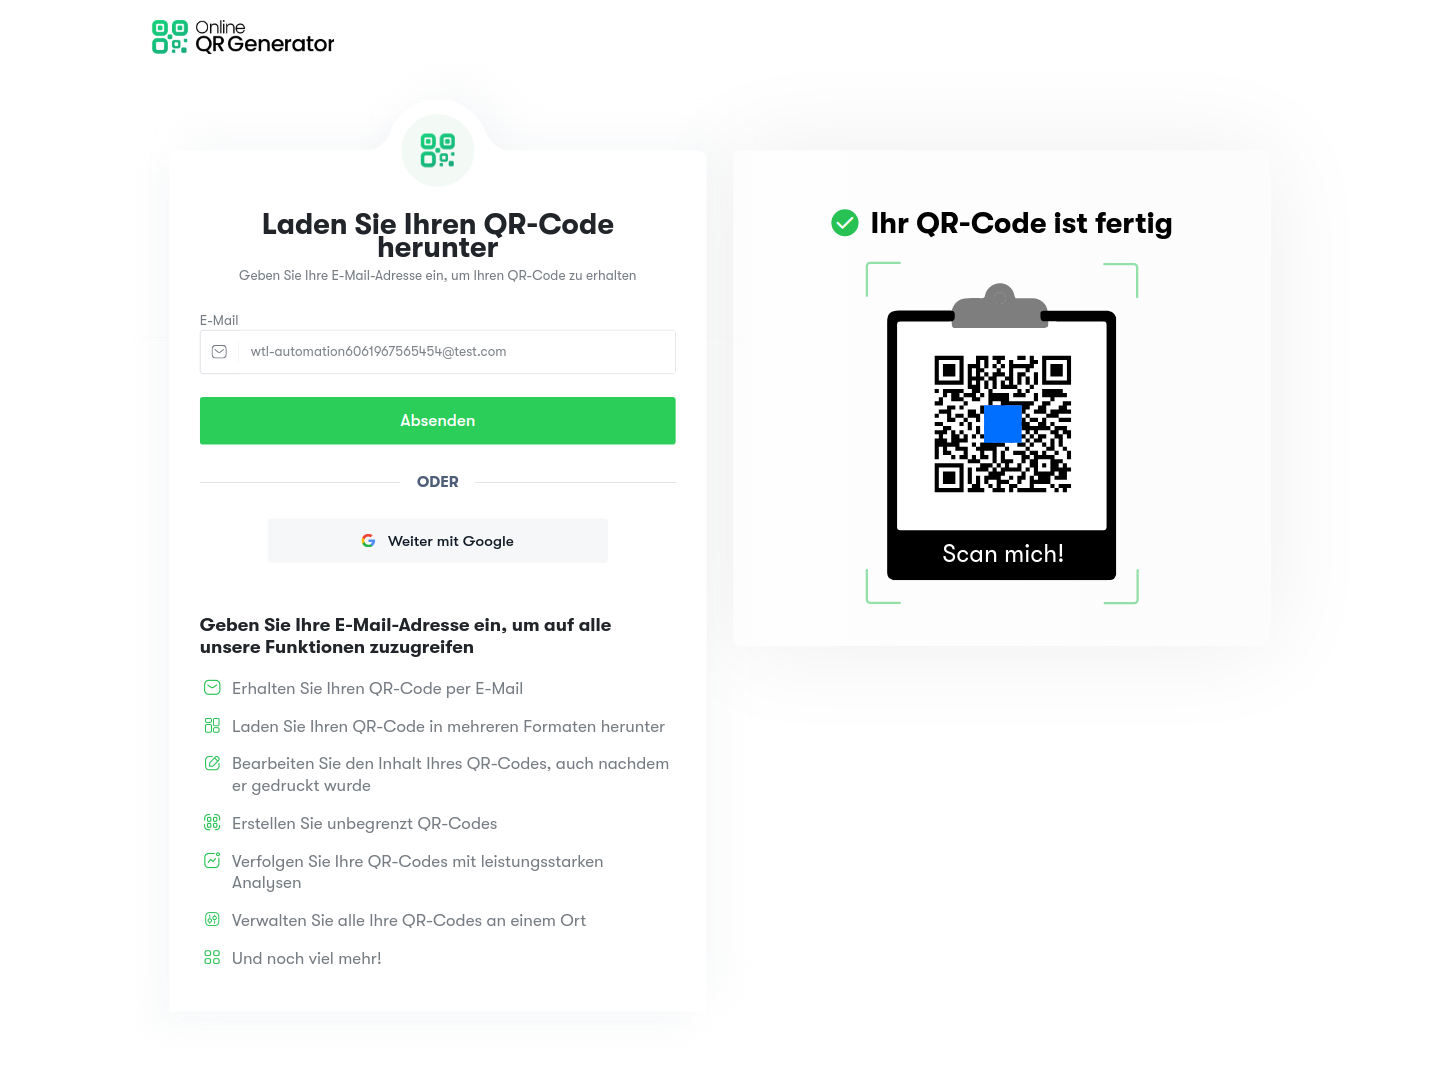 Online
QR Generator
Laden Sie Ihren QR-Code
herunter
Geben Sie Ihre E-Mail-Adresse ein, um Ihren QR-Code zu erhalten
E-Mail
wtl-automation6061967565454@test.com
Absenden
ODER
Weiter mit Google
Geben Sie Ihre E-Mail-Adresse ein, um auf alle
unsere Funktionen zuzugreifen
Erhalten Sie Ihren QR-Code per E-Mail
Laden Sie Ihren QR-Code in mehreren Formaten herunter
Bearbeiten Sie den Inhalt Ihres QR-Codes, auch nachdem
er gedruckt wurde
Erstellen Sie unbegrenzt QR-Codes
Verfolgen Sie Ihre QR-Codes mit leistungsstarken
Analysen
Verwalten Sie alle Ihre QR-Codes an einem Ort
Und noch viel mehr!
Ihr QR-Code ist fertig
Scan mich!